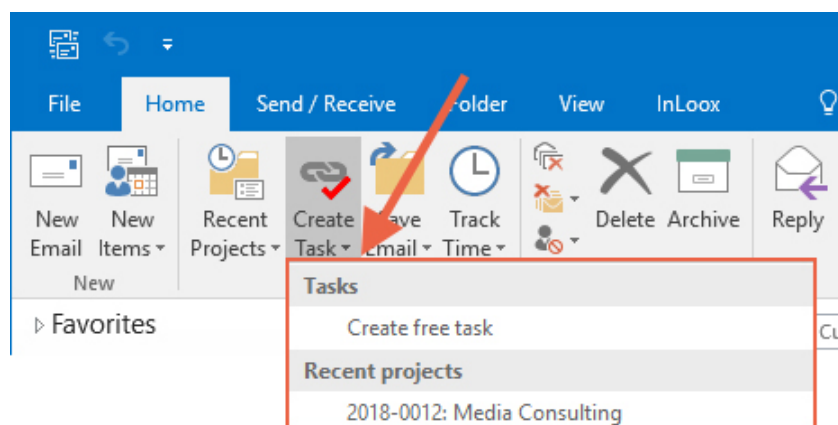 File Home Send / Receive Folder View InLoox
New Email
New Items
Recent Projects
Create Task
Save Email
Track Time
Delete
Archive
Reply
New
Favorites
Tasks
Create free task
Recent projects
2018-0012: Media Consulting